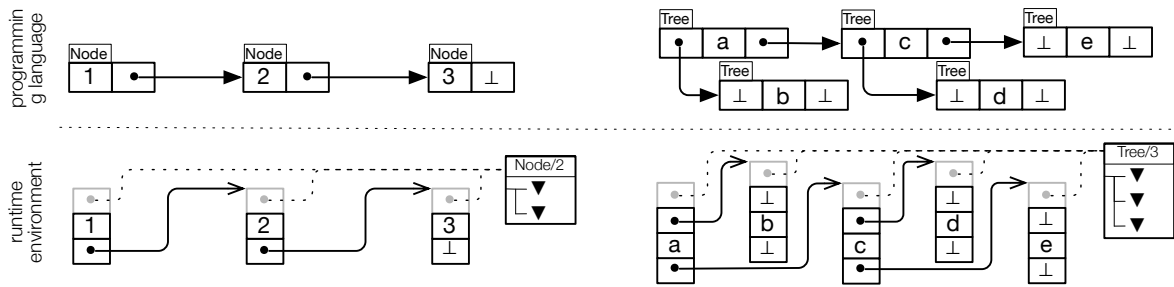 programmin
g language
Node
1
Node
2
Node
3 ⊥
Tree
a
Tree
c
Tree
⊥ e ⊥
Tree
⊥ b ⊥
Tree
⊥ d ⊥
runtime
environment
1
2
3
⊥
Node/2
▼
▼
a
⊥
b
⊥
c
⊥
d
⊥
⊥
e
⊥
Tree/3
▼
▼
▼